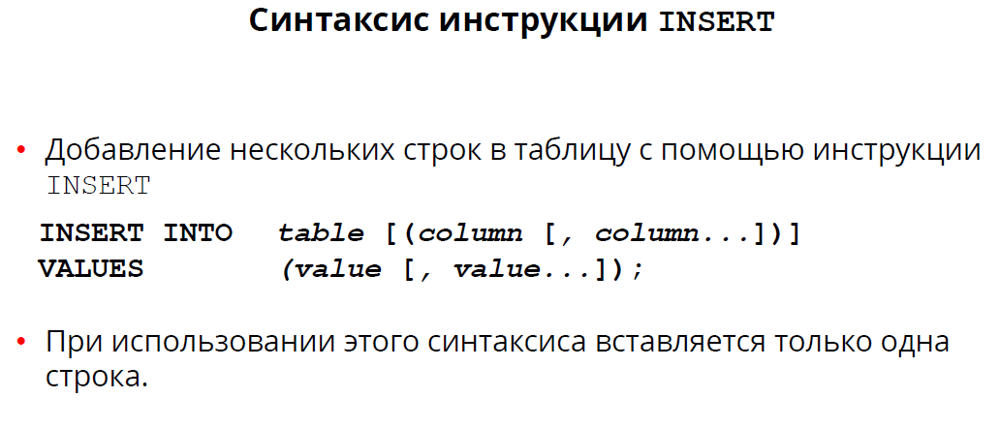 Синтаксис инструкции INSERT
• Добавление нескольких строк в таблицу с помощью инструкции
INSERT
INSERT INTO table [(column [, column...])]
VALUES (value [, value...]);
• При использовании этого синтаксиса вставляется только одна
строка.